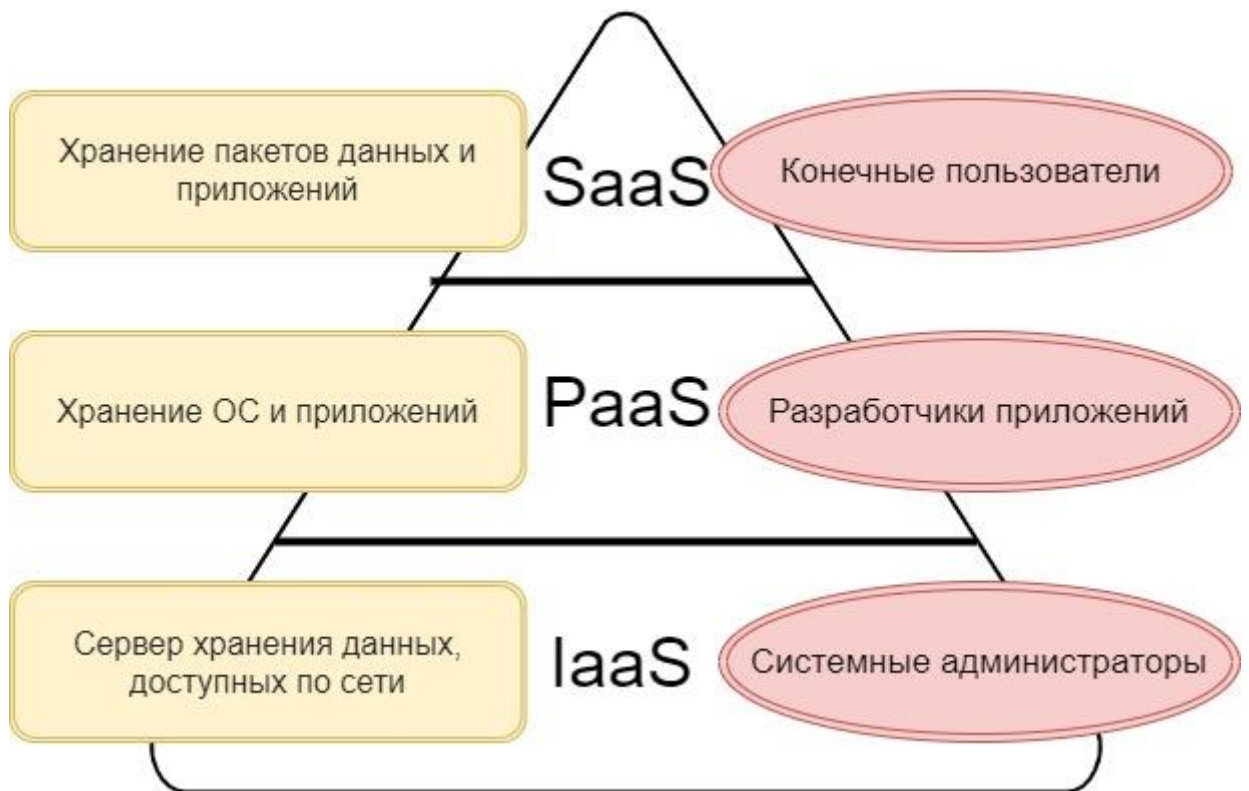 Хранение пакетов данных и
приложений
SaaS
Конечные пользователи
Хранение ОС и приложений
PaaS
Разработчики приложений
Сервер хранения данных,
доступных по сети
IaaS
Системные администраторы